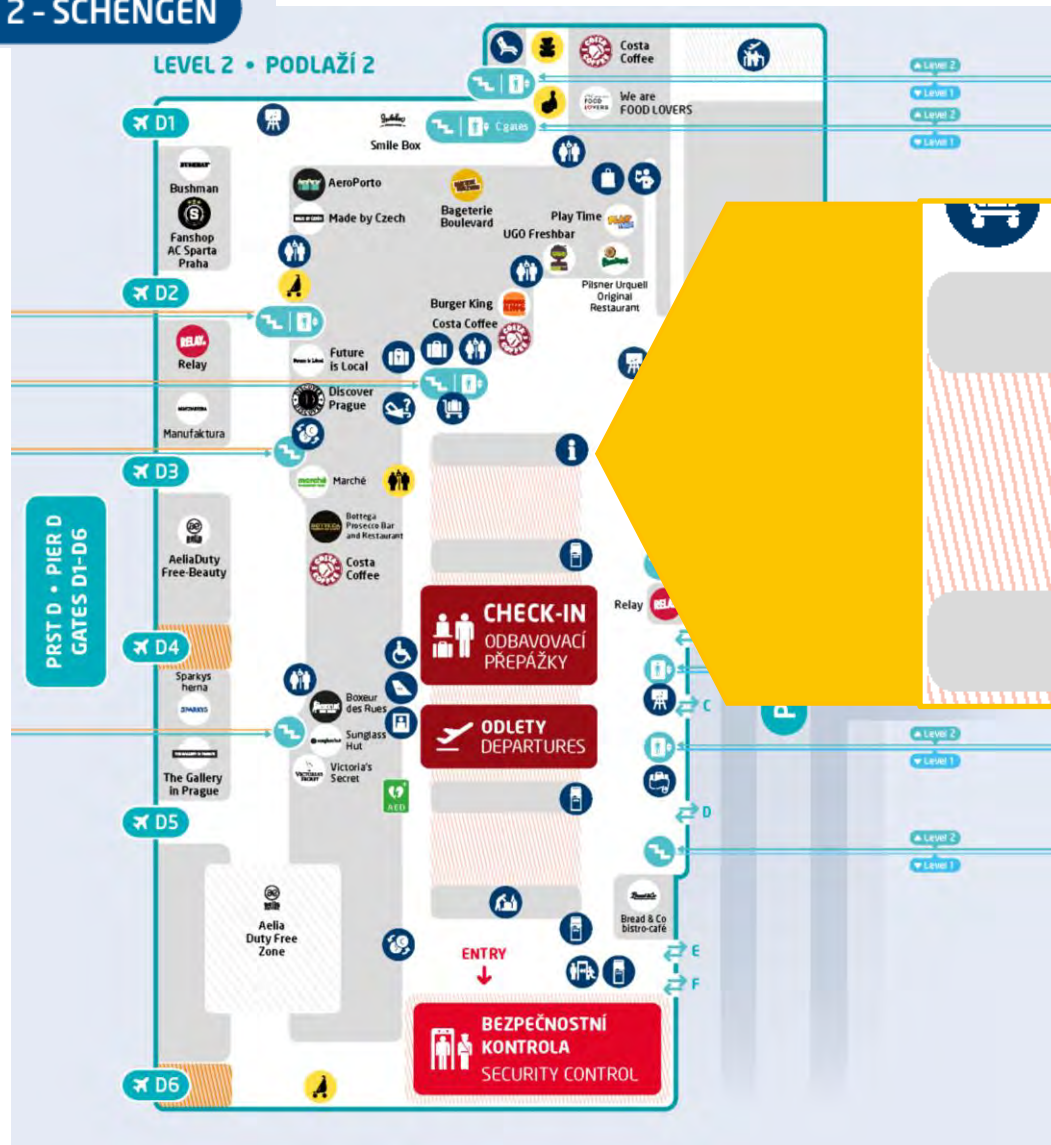 2 - SCHENGEN
LEVEL 2 • PODLAŽÍ 2
Costa
Coffee
We are
FOOD LOVERS
FOOD
LOVERS
C gates
Smile Box
▲ Level 2
▼ Level 1
▲ Level 2
▼ Level 1
D1
Bushman
Fanshop
AC Sparta
Praha
AeroPorto
Made by Czech
Bageterie
Boulevard
Play Time
UGO Freshbar
Pilsner Urquell
Original
Restaurant
D2
Burger King
Costa Coffee
RELAY
Relay
Future
is Local
Discover
Prague
Manufaktura
D3
marché
Marché
Bottega
Prosecco Bar
and Restaurant
Costa
Coffee
PRST D • PIER D
GATES D1-D6
AeliaDuty
Free-Beauty
CHECK-IN
ODBAVOVACÍ
PŘEPÁŽKY
Relay
D4
Sparkys
herna
SPARKYS
Boxeur
des Rues
Sunglass
Hut
Victoria's
Secret
ODLETY
DEPARTURES
C
P
▲ Level 2
▼ Level 1
The Gallery
in Prague
AED
D
D5
▲ Level 2
▼ Level 1
Aelia
Duty Free
Zone
Bread & Co
bistro-café
ENTRY
E
F
BEZPEČNOSTNÍ
KONTROLA
SECURITY CONTROL
D6